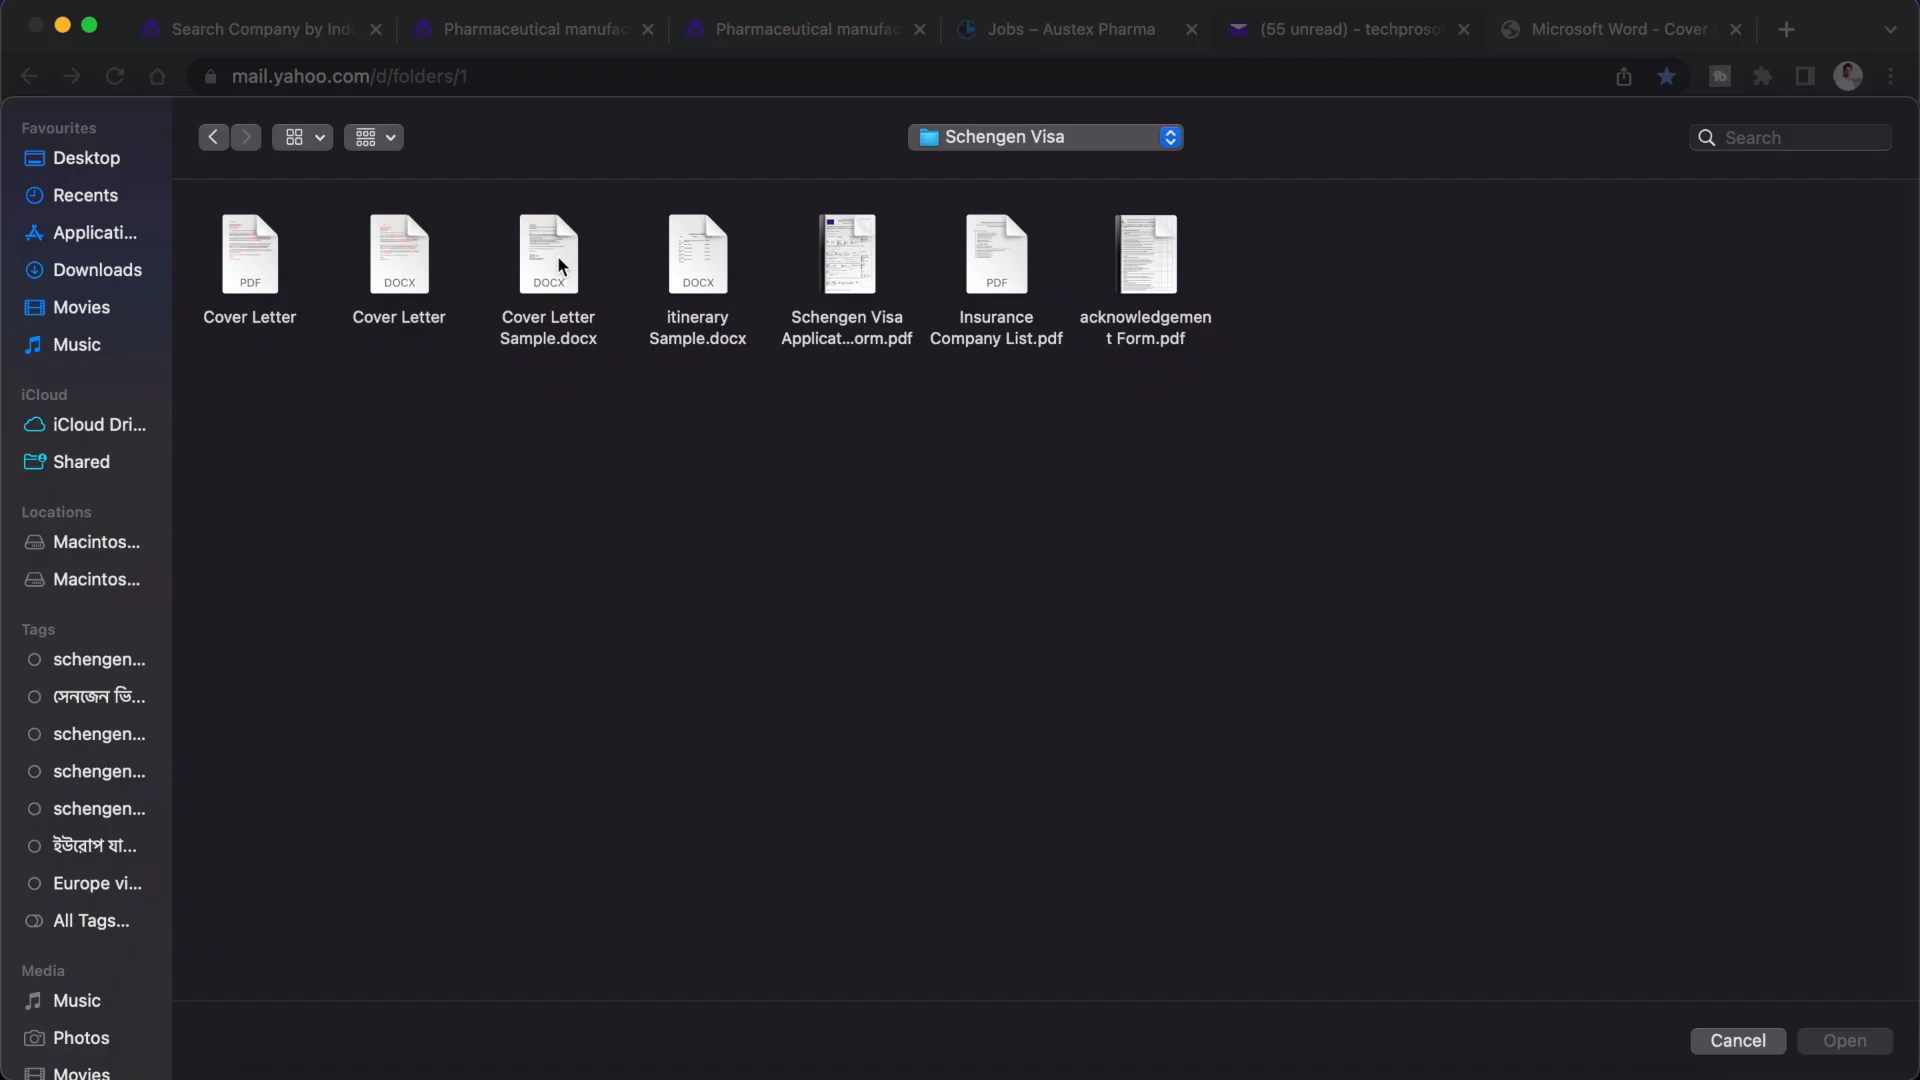 Search Company by Indu
Pharmaceutical manufac
Pharmaceutical manufac
Jobs – Austex Pharma
(55 unread) - techproso
Microsoft Word - Cover
mail.yahoo.com/d/folders/1
Favourites
Desktop
Recents
Applicati...
Downloads
Movies
Music
iCloud
iCloud Dri...
Shared
Locations
Macintos...
Macintos...
Tags
schengen...
সেনজেন ভি...
schengen...
schengen...
schengen...
ইউরোপ যা...
Europe vi...
All Tags...
Media
Music
Photos
Movies
Schengen Visa
Search
PDF
DOCX
DOCX
DOCX
PDF
Cover Letter
Cover Letter
Cover Letter
Sample.docx
itinerary
Sample.docx
Schengen Visa
Applicat...orm.pdf
Insurance
Company List.pdf
acknowledgemen
t Form.pdf
Cancel
Open